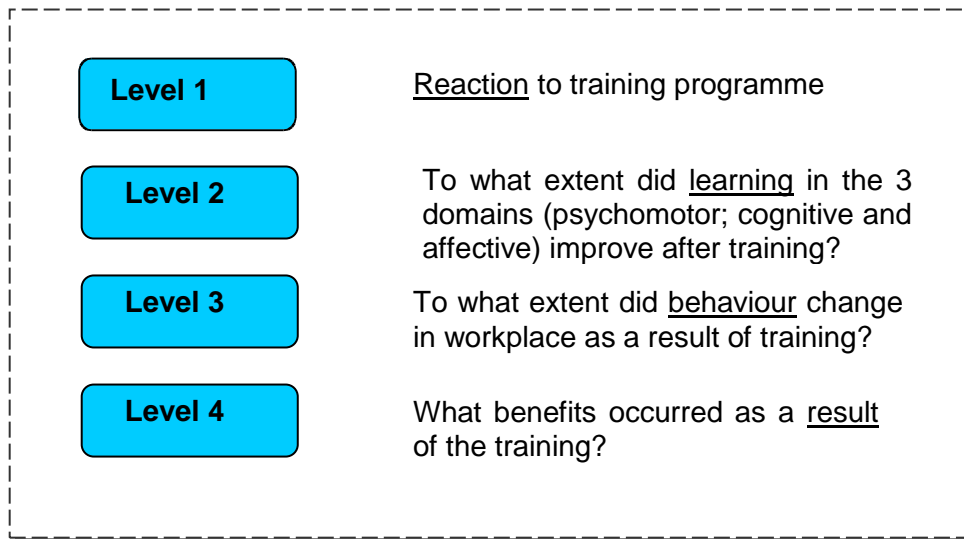 Level 1
Reaction to training programme
Level 2
To what extent did learning in the 3
domains (psychomotor; cognitive and
affective) improve after training?
Level 3
To what extent did behaviour change
in workplace as a result of training?
Level 4
What benefits occurred as a result
of the training?